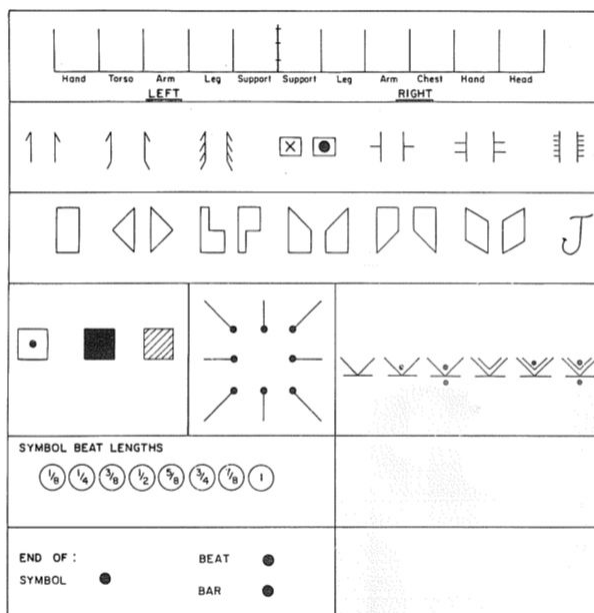 Hand Torso Arm Leg Support Support Leg Arm Chest Hand Head
LEFT RIGHT
SYMBOL BEAT LENGTHS
1/8 1/4 3/8 1/2 5/8 3/4 7/8 1
END OF :
BEAT
SYMBOL
BAR